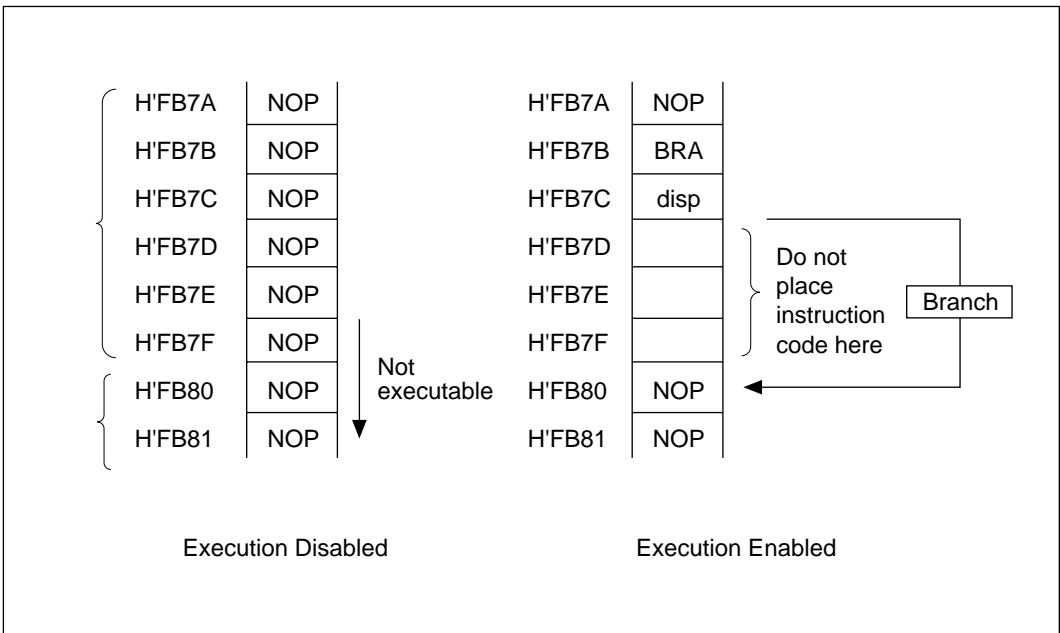 H'FB7A NOP
H'FB7B NOP
H'FB7C NOP
H'FB7D NOP
H'FB7E NOP
H'FB7F NOP
H'FB80 NOP
H'FB81 NOP
Not
executable
Execution Disabled
H'FB7A NOP
H'FB7B BRA
H'FB7C disp
H'FB7D
H'FB7E
H'FB7F
H'FB80 NOP
H'FB81 NOP
Do not
place
instruction
code here
Branch
Execution Enabled